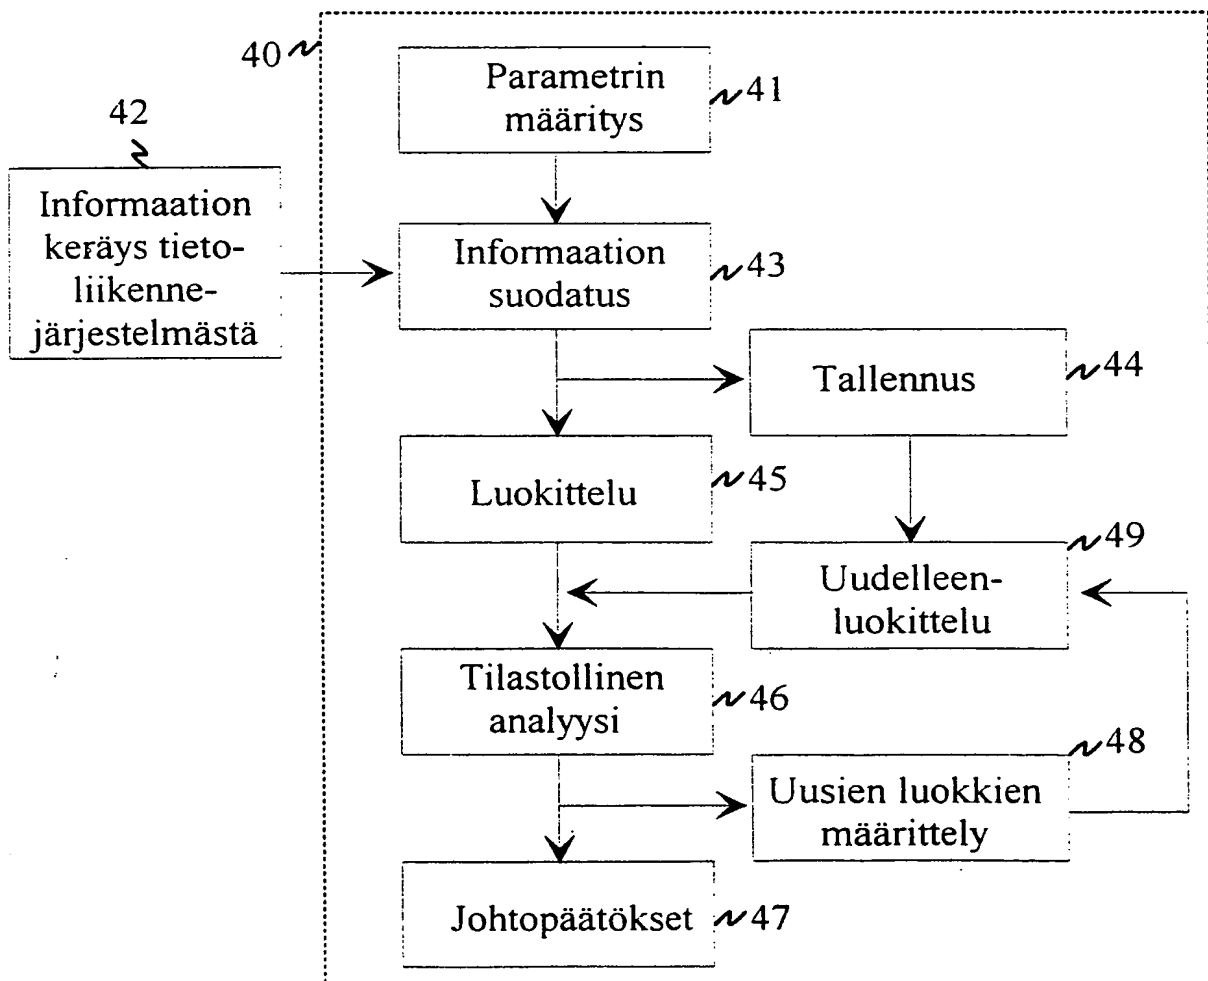 40
Parametrin
määritys
41
42
Informaation
keräys tieto-
liikenne-
järjestelmästä
Informaation
suodatus
43
Tallennus
44
Luokittelu
45
Uudelleen-
luokittelu
49
Tilastollinen
analyysi
46
Uusien luokkien
määrittely
48
Johtopäätökset
47